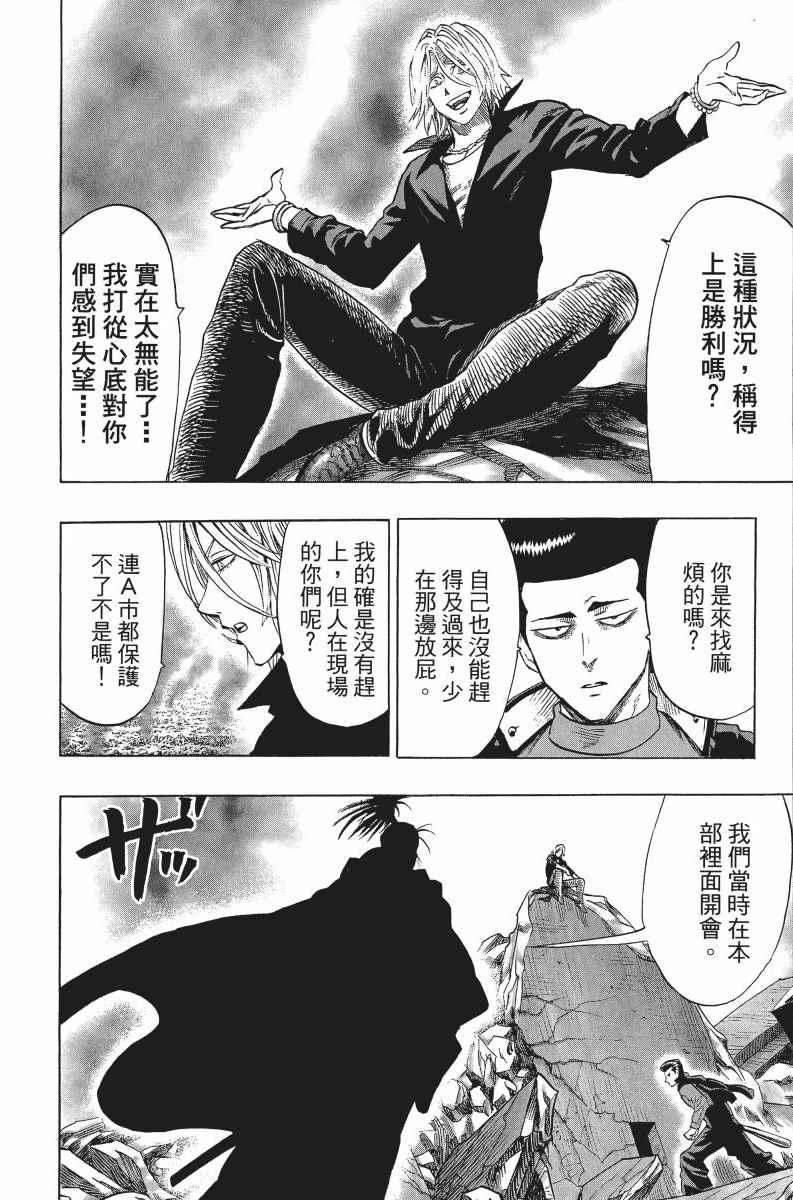 這種狀況，稱得
上是勝利嗎？
實在太無能了…
我打從心底對你
們感到失望…！
你是來找麻
煩的嗎？
自己也沒能趕
得及過來，少
在那邊放屁。
我的確是沒有趕
上，但人在現場
的你們呢？
連A市都保護
不了不是嗎！
我們當時在本
部裡面開會。
ザッ